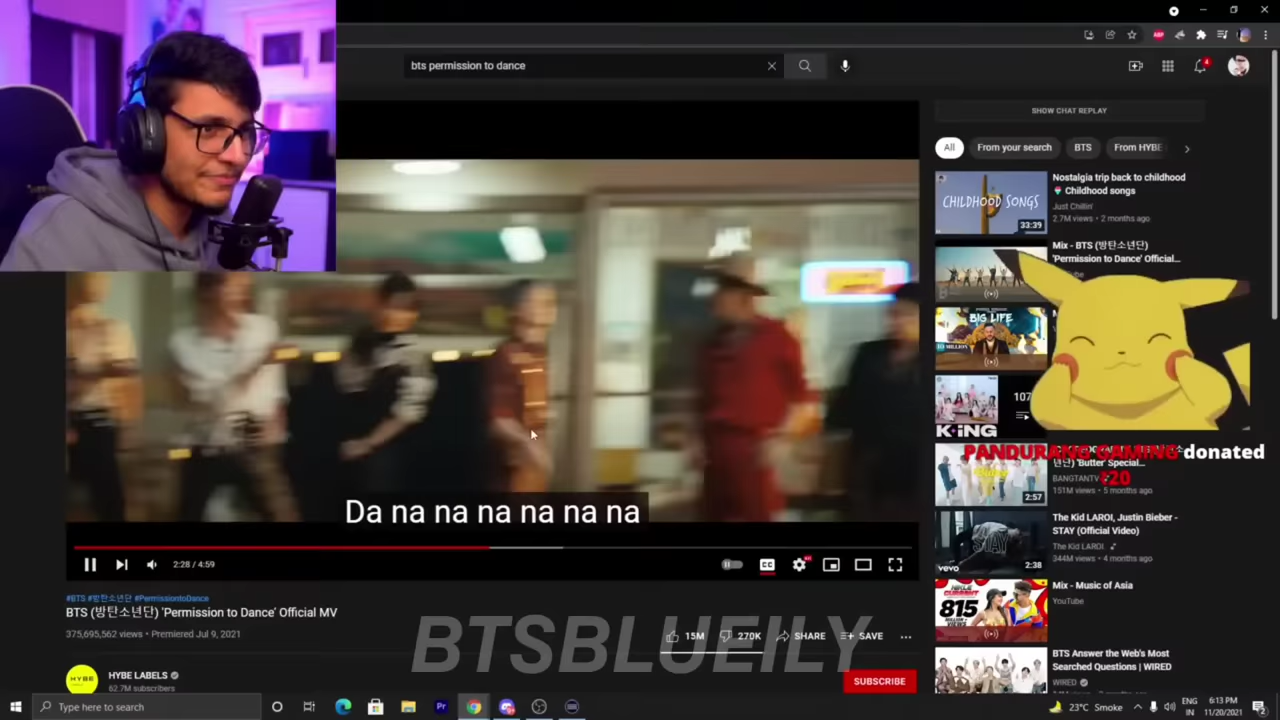 bts permission to dance
4
SHOW CHAT REPLAY
All
From your search
BTS
From HYBE
CHILDHOOD SONGS
33:39
Nostalgia trip back to childhood
Childhood songs
Just Chillin'
2.7M views • 2 months ago
Mix - BTS (방탄소년단)
'Permission to Dance' Official...
BIG LIFE
KING
107
PANDURANG GAMING donated
₹20
'Butter' Special...
BANGTANTV
151M views • 5 months ago
2:57
The Kid LAROI, Justin Bieber -
STAY (Official Video)
The Kid LAROI.
344M views • 4 months ago
STAY
vevo
2:38
815
Mix - Music of Asia
YouTube
BTS Answer the Web's Most
Searched Questions | WIRED
WIRED
Da na na na na na na
2:28 / 4:59
CC
#BTS #방탄소년단 #PermissiontoDance
BTS (방탄소년단) 'Permission to Dance' Official MV
375,695,562 views • Premiered Jul 9, 2021
15M
270K
SHARE
SAVE
BTSBLUEILY
HYBE
HYBE LABELS
62.7M subscribers
SUBSCRIBE
Type here to search
Pr
23°C Smoke
ENG
IN
6:13 PM
11/20/2021
2